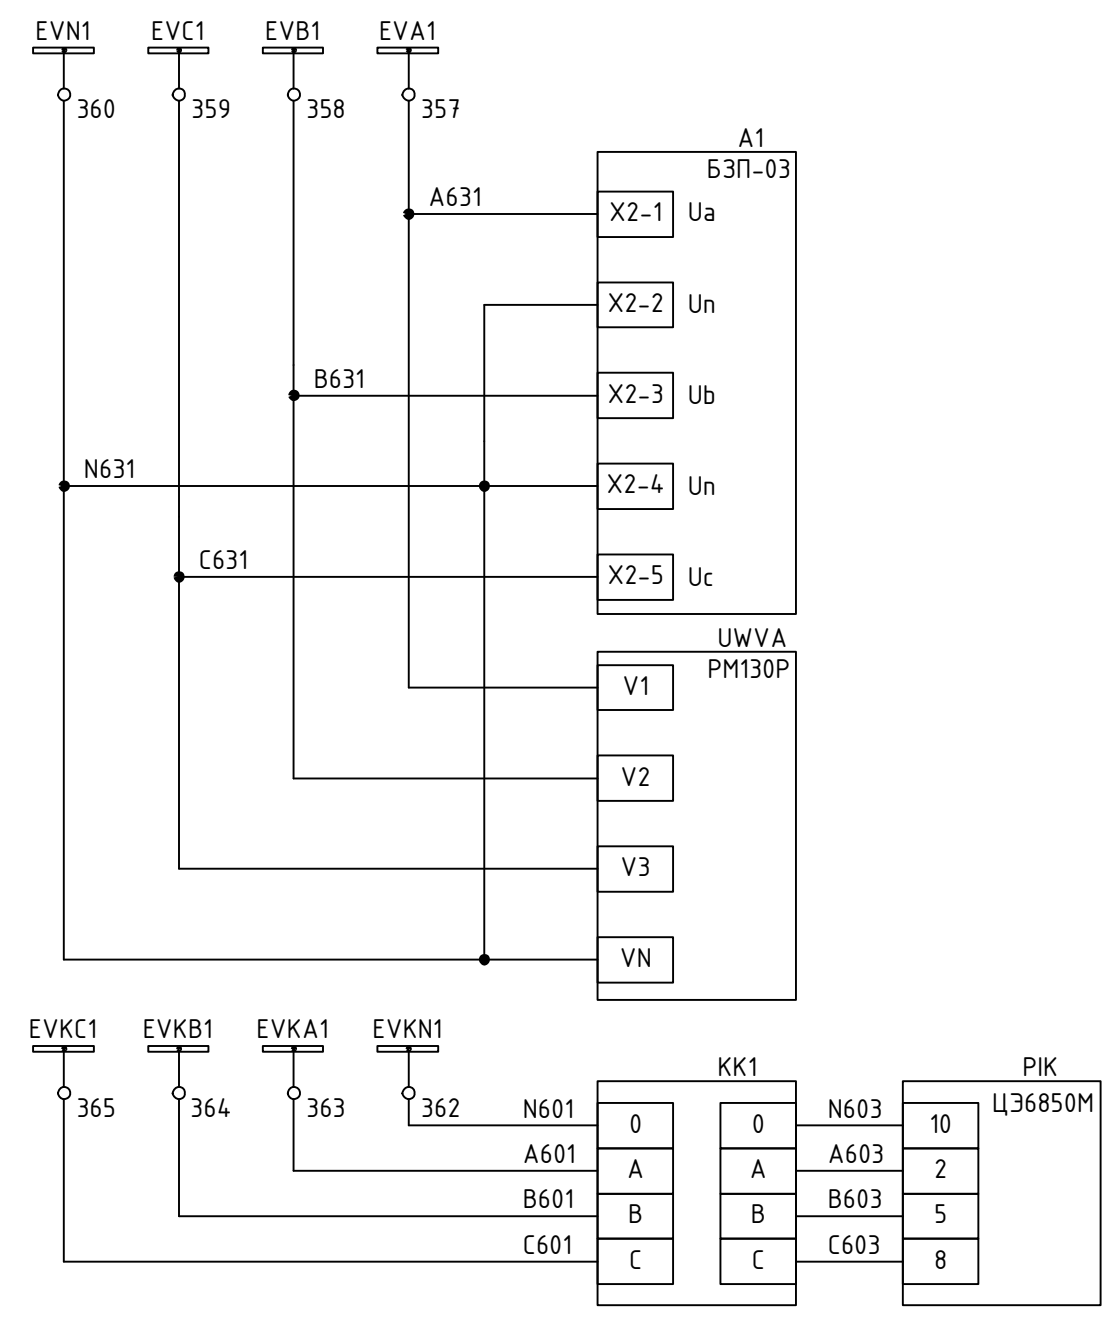 EVN1 EVC1 EVB1 EVA1
360 359 358 357
A1
БЗП-03
A631 X2-1 Ua
X2-2 Un
B631 X2-3 Ub
N631 X2-4 Un
C631 X2-5 Uc
UWVA
PM130P
V1
V2
V3
VN
EVKC1 EVKB1 EVKA1 EVKN1
KK1 PIK
365 364 363 362
ЦЭ6850М
N601 0 0 N603 10
A601 A A A603 2
B601 B B B603 5
C601 C C C603 8